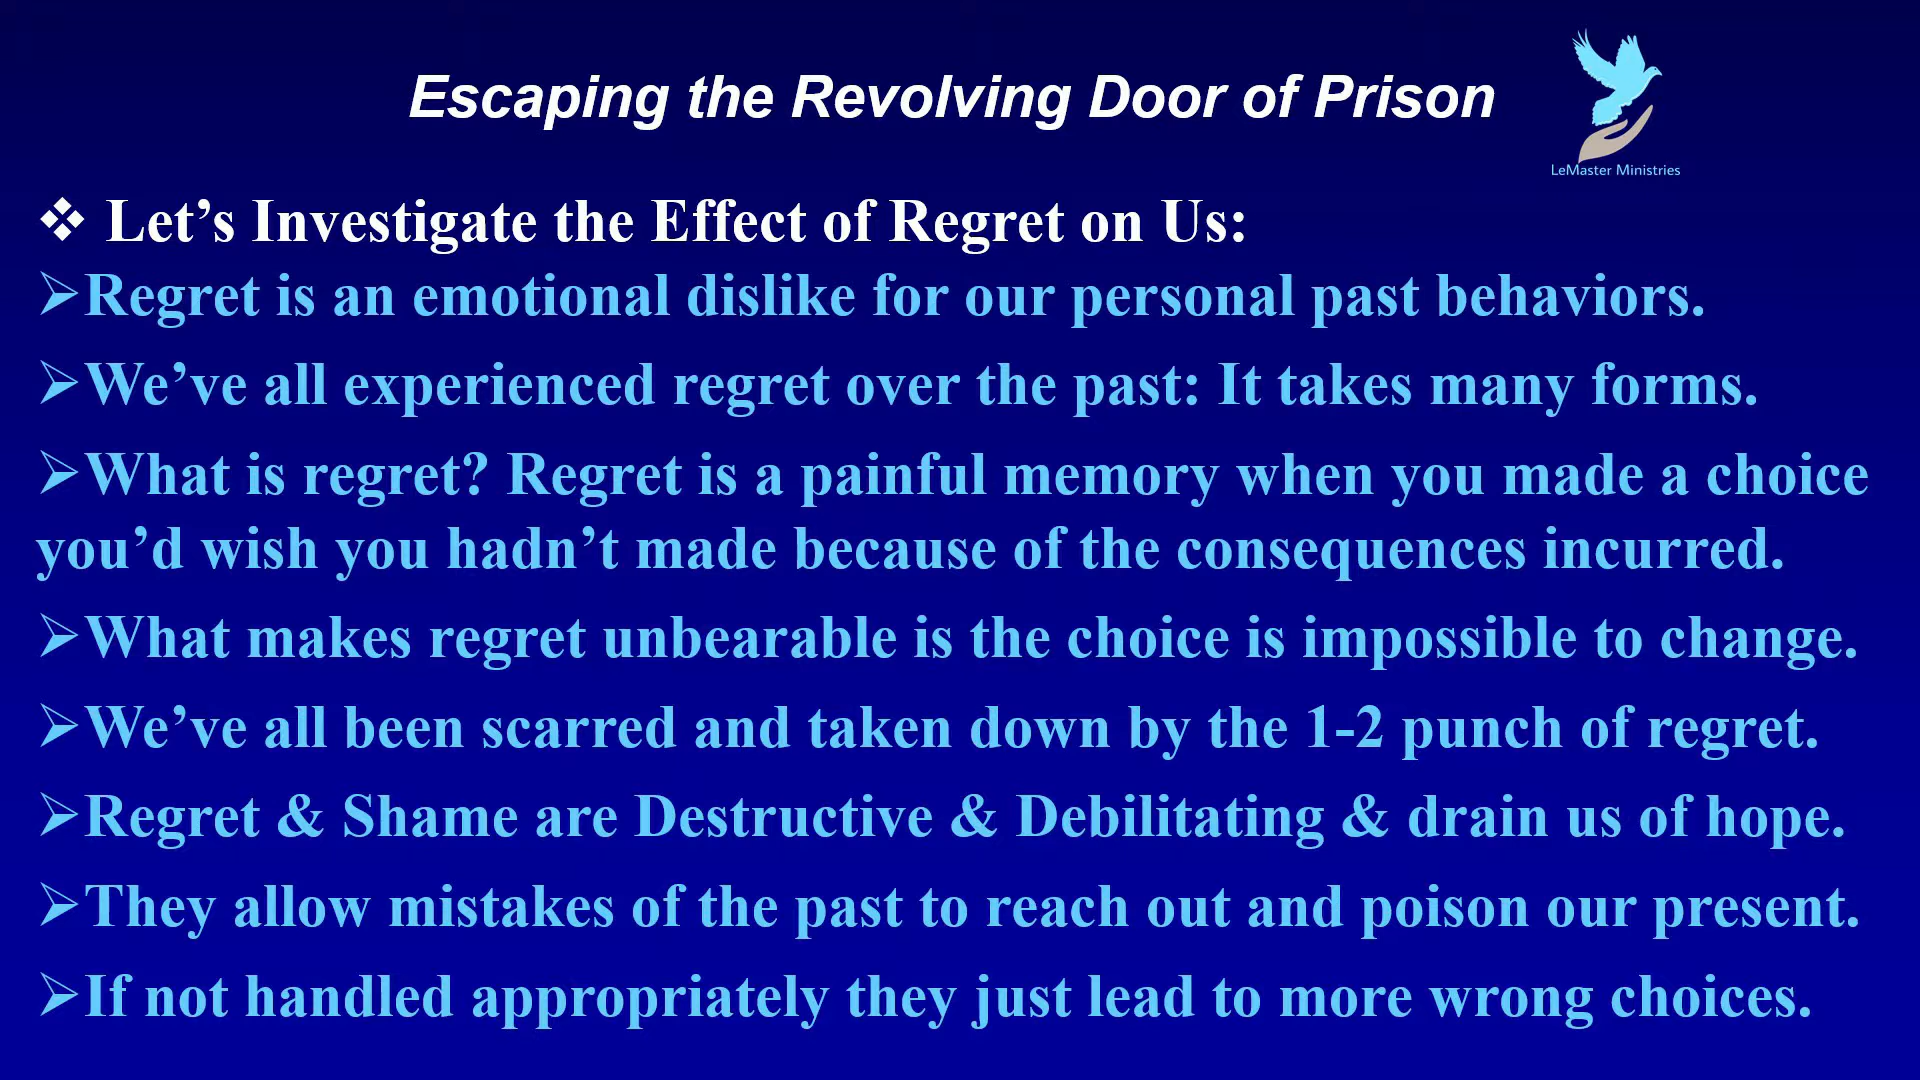 Escaping the Revolving Door of Prison
LeMaster Ministries
❖ Let’s Investigate the Effect of Regret on Us:
➢Regret is an emotional dislike for our personal past behaviors.
➢We’ve all experienced regret over the past: It takes many forms.
➢What is regret? Regret is a painful memory when you made a choice
you’d wish you hadn’t made because of the consequences incurred.
➢What makes regret unbearable is the choice is impossible to change.
➢We’ve all been scarred and taken down by the 1-2 punch of regret.
➢Regret & Shame are Destructive & Debilitating & drain us of hope.
➢They allow mistakes of the past to reach out and poison our present.
➢If not handled appropriately they just lead to more wrong choices.